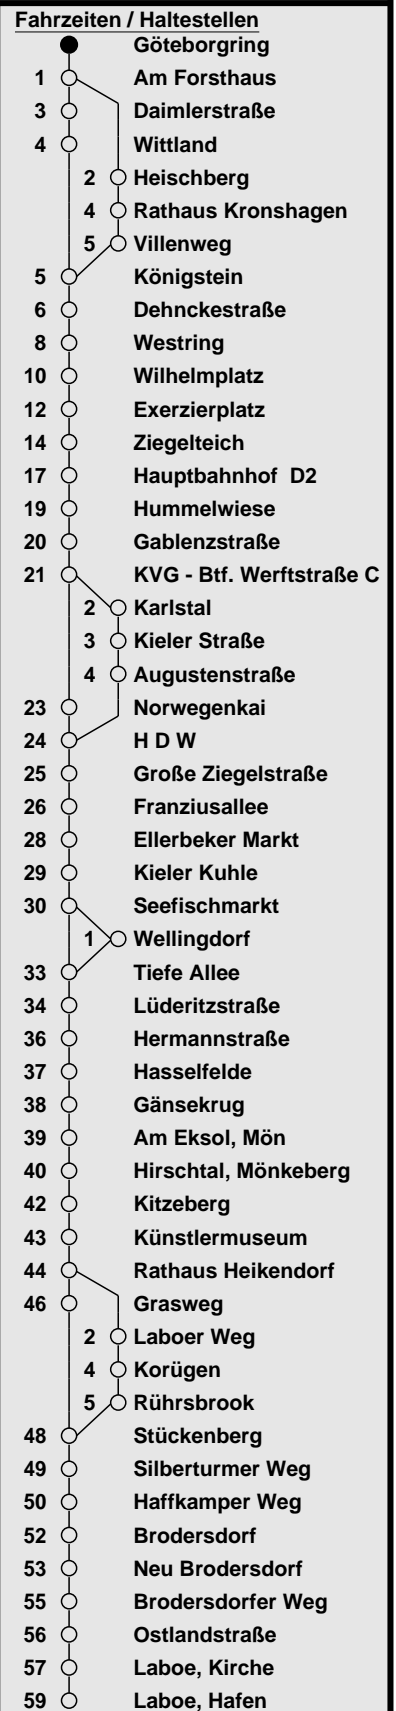 Fahrzeiten / Haltestellen
Göteborgring
1 Am Forsthaus
3 Daimlerstraße
4 Wittland
2 Heischberg
4 Rathaus Kronshagen
5 Villenweg
5 Königstein
6 Dehnckestraße
8 Westring
10 Wilhelmplatz
12 Exerzierplatz
14 Ziegelteich
17 Hauptbahnhof D2
19 Hummelwiese
20 Gablenzstraße
21 KVG - Btf. Werftstraße C
2 Karlstal
3 Kieler Straße
4 Augustenstraße
23 Norwegenkai
24 H D W
25 Große Ziegelstraße
26 Franziusallee
28 Ellerbeker Markt
29 Kieler Kuhle
30 Seefischmarkt
1 Wellingdorf
33 Tiefe Allee
34 Lüderitzstraße
36 Hermannstraße
37 Hasselfelde
38 Gänsekrug
39 Am Eksol, Mön
40 Hirschtal, Mönkeberg
42 Kitzeberg
43 Künstlermuseum
44 Rathaus Heikendorf
46 Grasweg
2 Laboer Weg
4 Korügen
5 Rührsbrook
48 Stückenberg
49 Silberturmer Weg
50 Haffkamper Weg
52 Brodersdorf
53 Neu Brodersdorf
55 Brodersdorfer Weg
56 Ostlandstraße
57 Laboe, Kirche
59 Laboe, Hafen